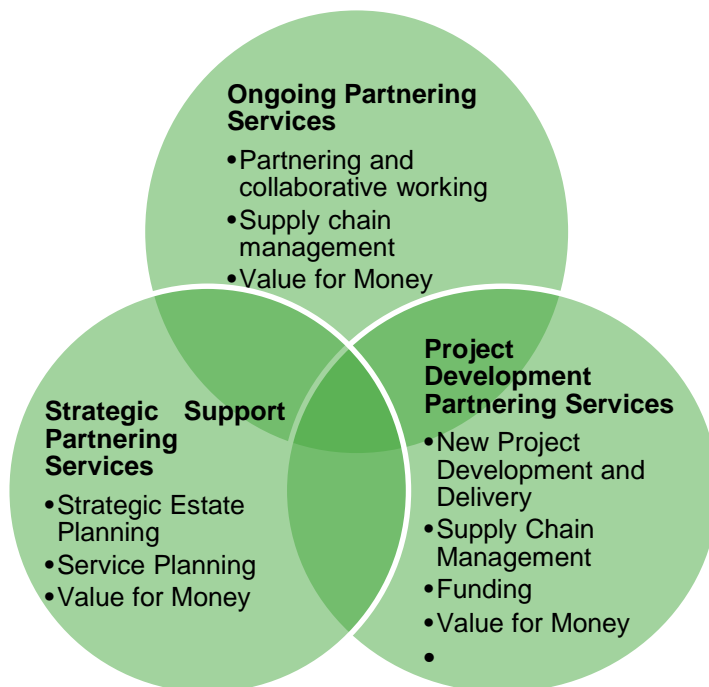 Ongoing Partnering
Services
•Partnering and
collaborative working
•Supply chain
management
•Value for Money
Strategic Support
Partnering
Services
•Strategic Estate
Planning
•Service Planning
•Value for Money
Project
Development
Partnering Services
•New Project
Development and
Delivery
•Supply Chain
Management
•Funding
•Value for Money
•